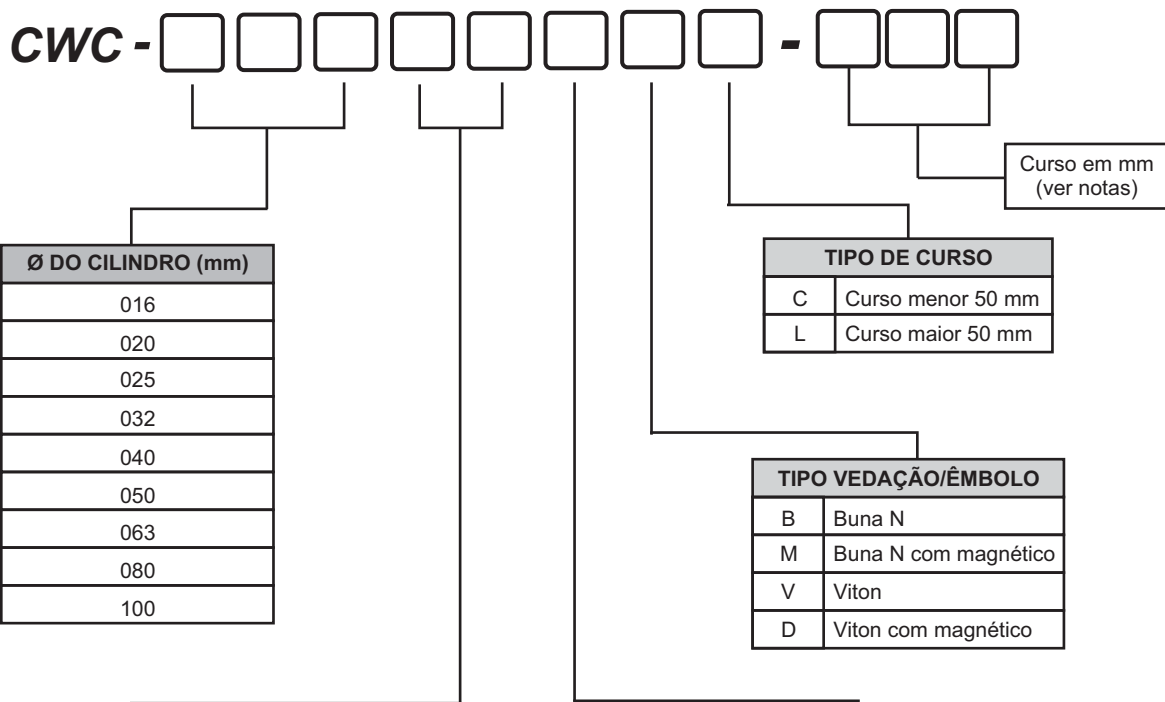 CWC - -
Curso em mm
(ver notas)
Ø DO CILINDRO (mm)
016
020
025
032
040
050
063
080
100
TIPO DE CURSO
C Curso menor 50 mm
L Curso maior 50 mm
TIPO VEDAÇÃO/ÊMBOLO
B Buna N
M Buna N com magnético
V Viton
D Viton com magnético